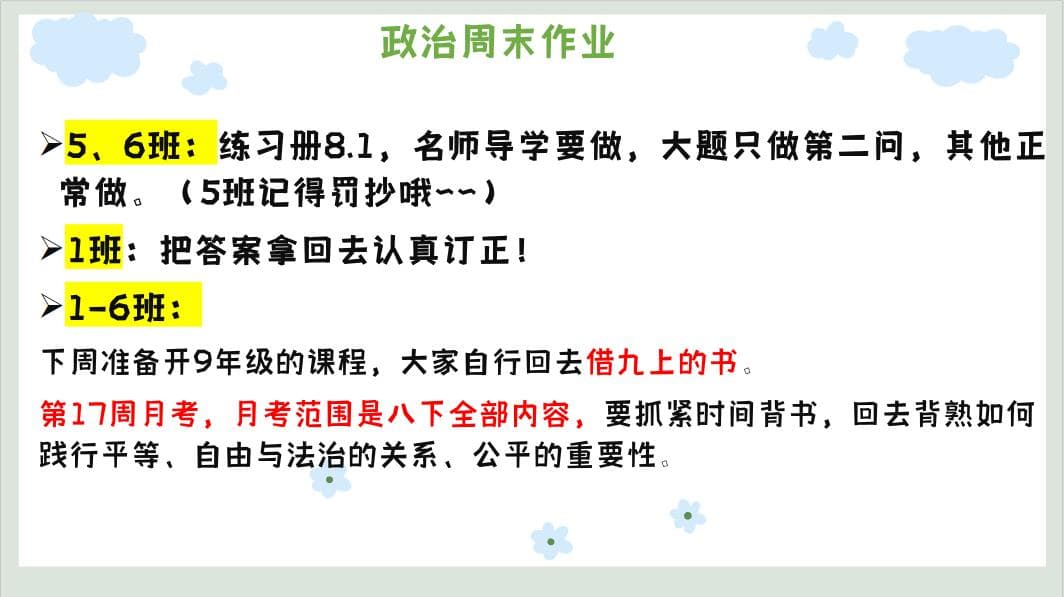 政治周末作业
5、6班：练习册8.1，名师导学要做，大题只做第二问，其他正
常做。（5班记得罚抄哦~~）
1班：把答案拿回去认真订正！
1-6班：
下周准备开9年级的课程，大家自行回去借九上的书。
第17周月考，月考范围是八下全部内容，要抓紧时间背书，回去背熟如何
践行平等、自由与法治的关系、公平的重要性。